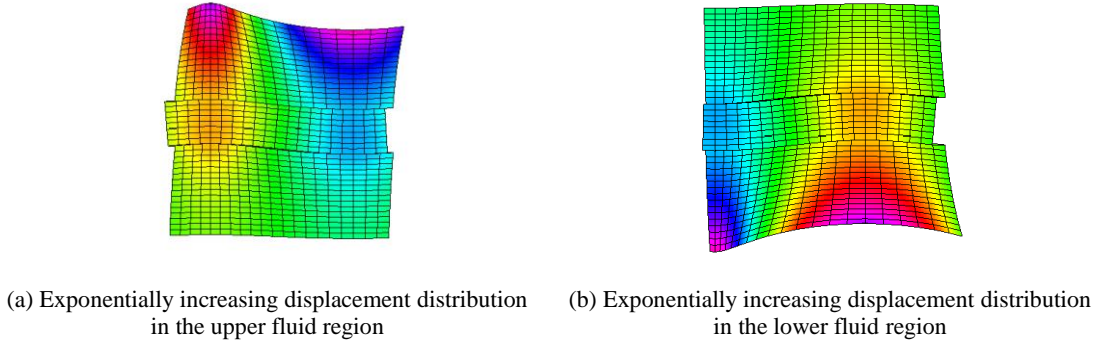 (a) Exponentially increasing displacement distribution
in the upper fluid region
(b) Exponentially increasing displacement distribution
in the lower fluid region